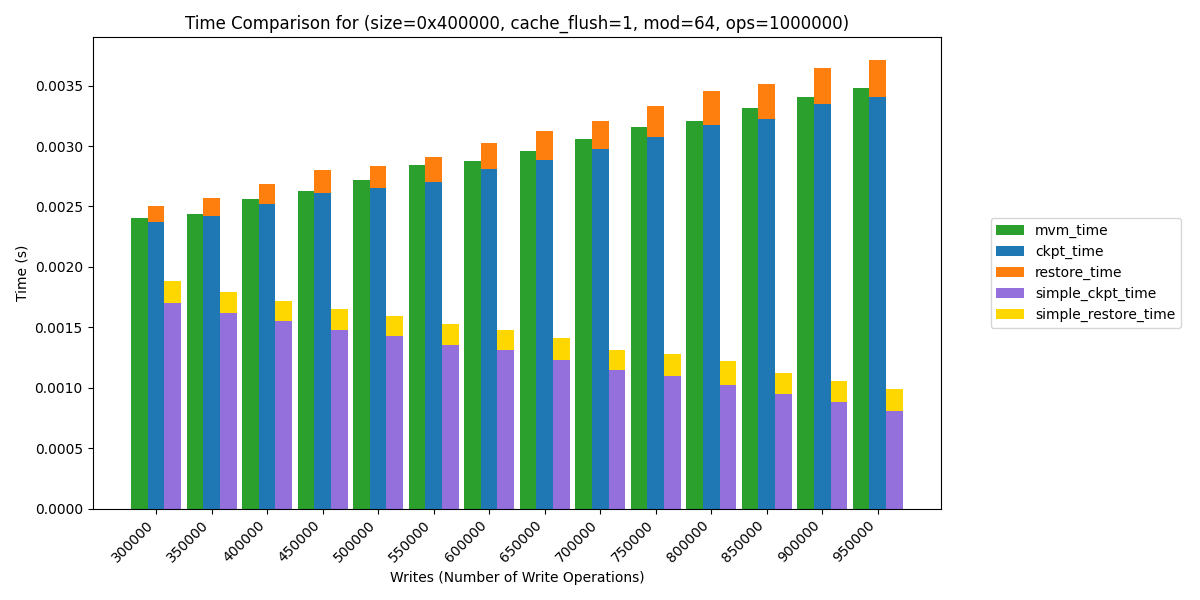 Time Comparison for (size=0x400000, cache_flush=1, mod=64, ops=1000000)
Time (s)
0.0035
0.0030
0.0025
0.0020
0.0015
0.0010
0.0005
0.0000
300000
350000
400000
450000
500000
550000
600000
650000
700000
750000
800000
850000
900000
950000
Writes (Number of Write Operations)
mvm_time
ckpt_time
restore_time
simple_ckpt_time
simple_restore_time